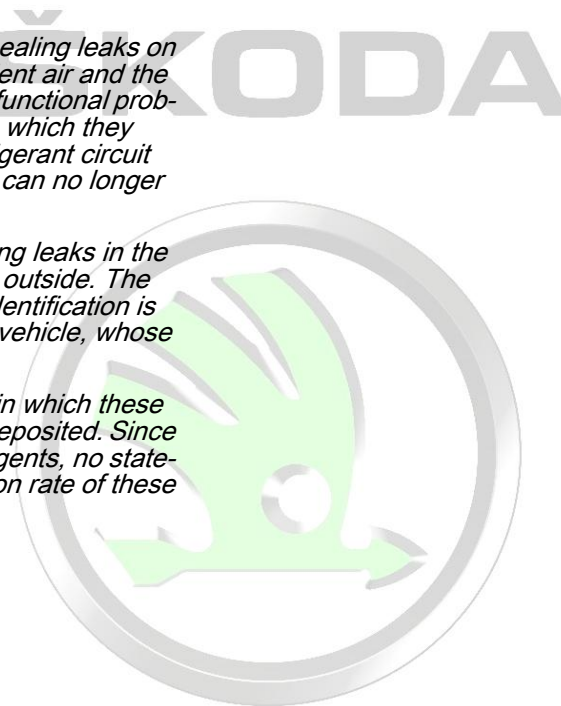 ŠKODA
ealing leaks on
ent air and the
functional prob-
which they
gerant circuit
can no longer
ng leaks in the
outside. The
dentification is
vehicle, whose
in which these
eposited. Since
gents, no state-
on rate of these